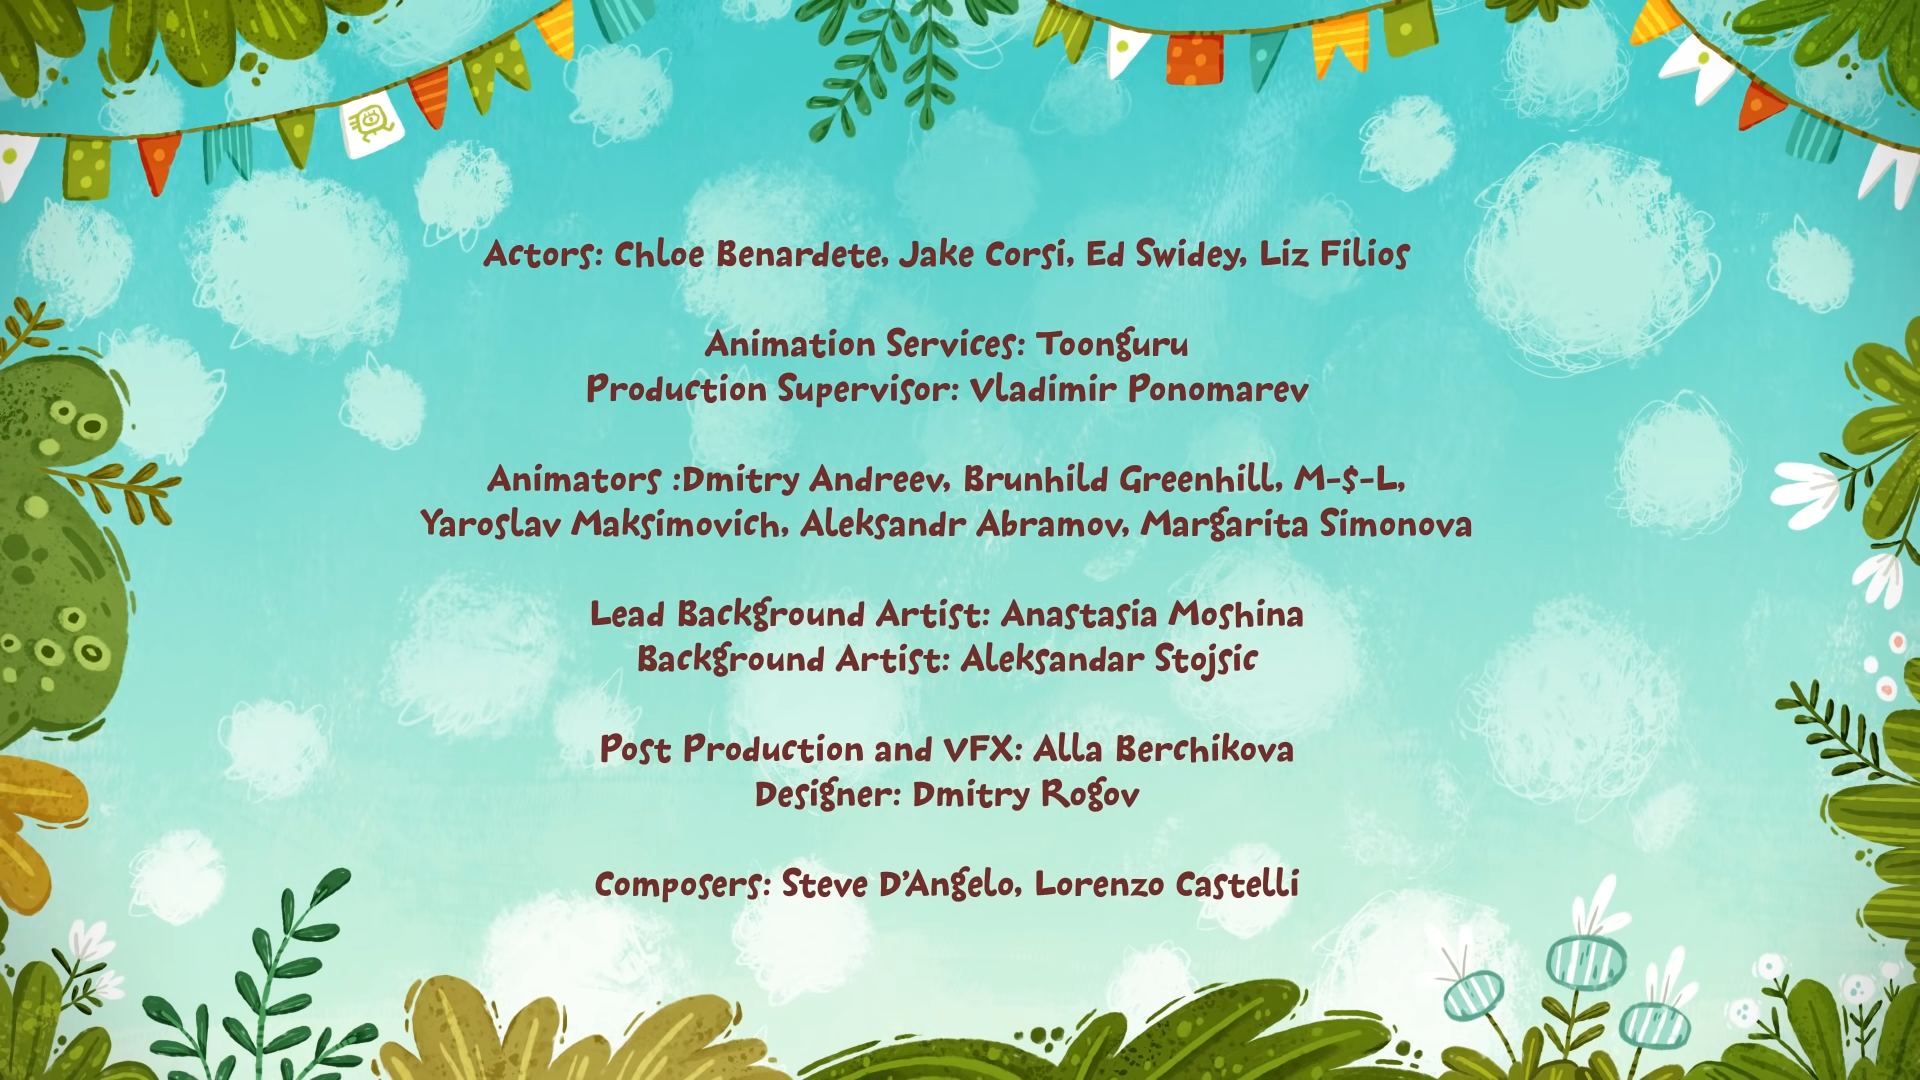 Actors: Chloe Benardete, Jake Corsi, Ed Swidey, Liz Filios
Animation Services: Toonguru
Production Supervisor: Vladimir Ponomarev
Animators :Dmitry Andreev, Brunhild Greenhill, M-$-L,
Yaroslav Maksimovich, Aleksandr Abramov, Margarita Simonova
Lead Background Artist: Anastasia Moshina
Background Artist: Aleksandar Stojsic
Post Production and VFX: Alla Berchikova
Designer: Dmitry Rogov
Composers: Steve D’Angelo, Lorenzo Castelli